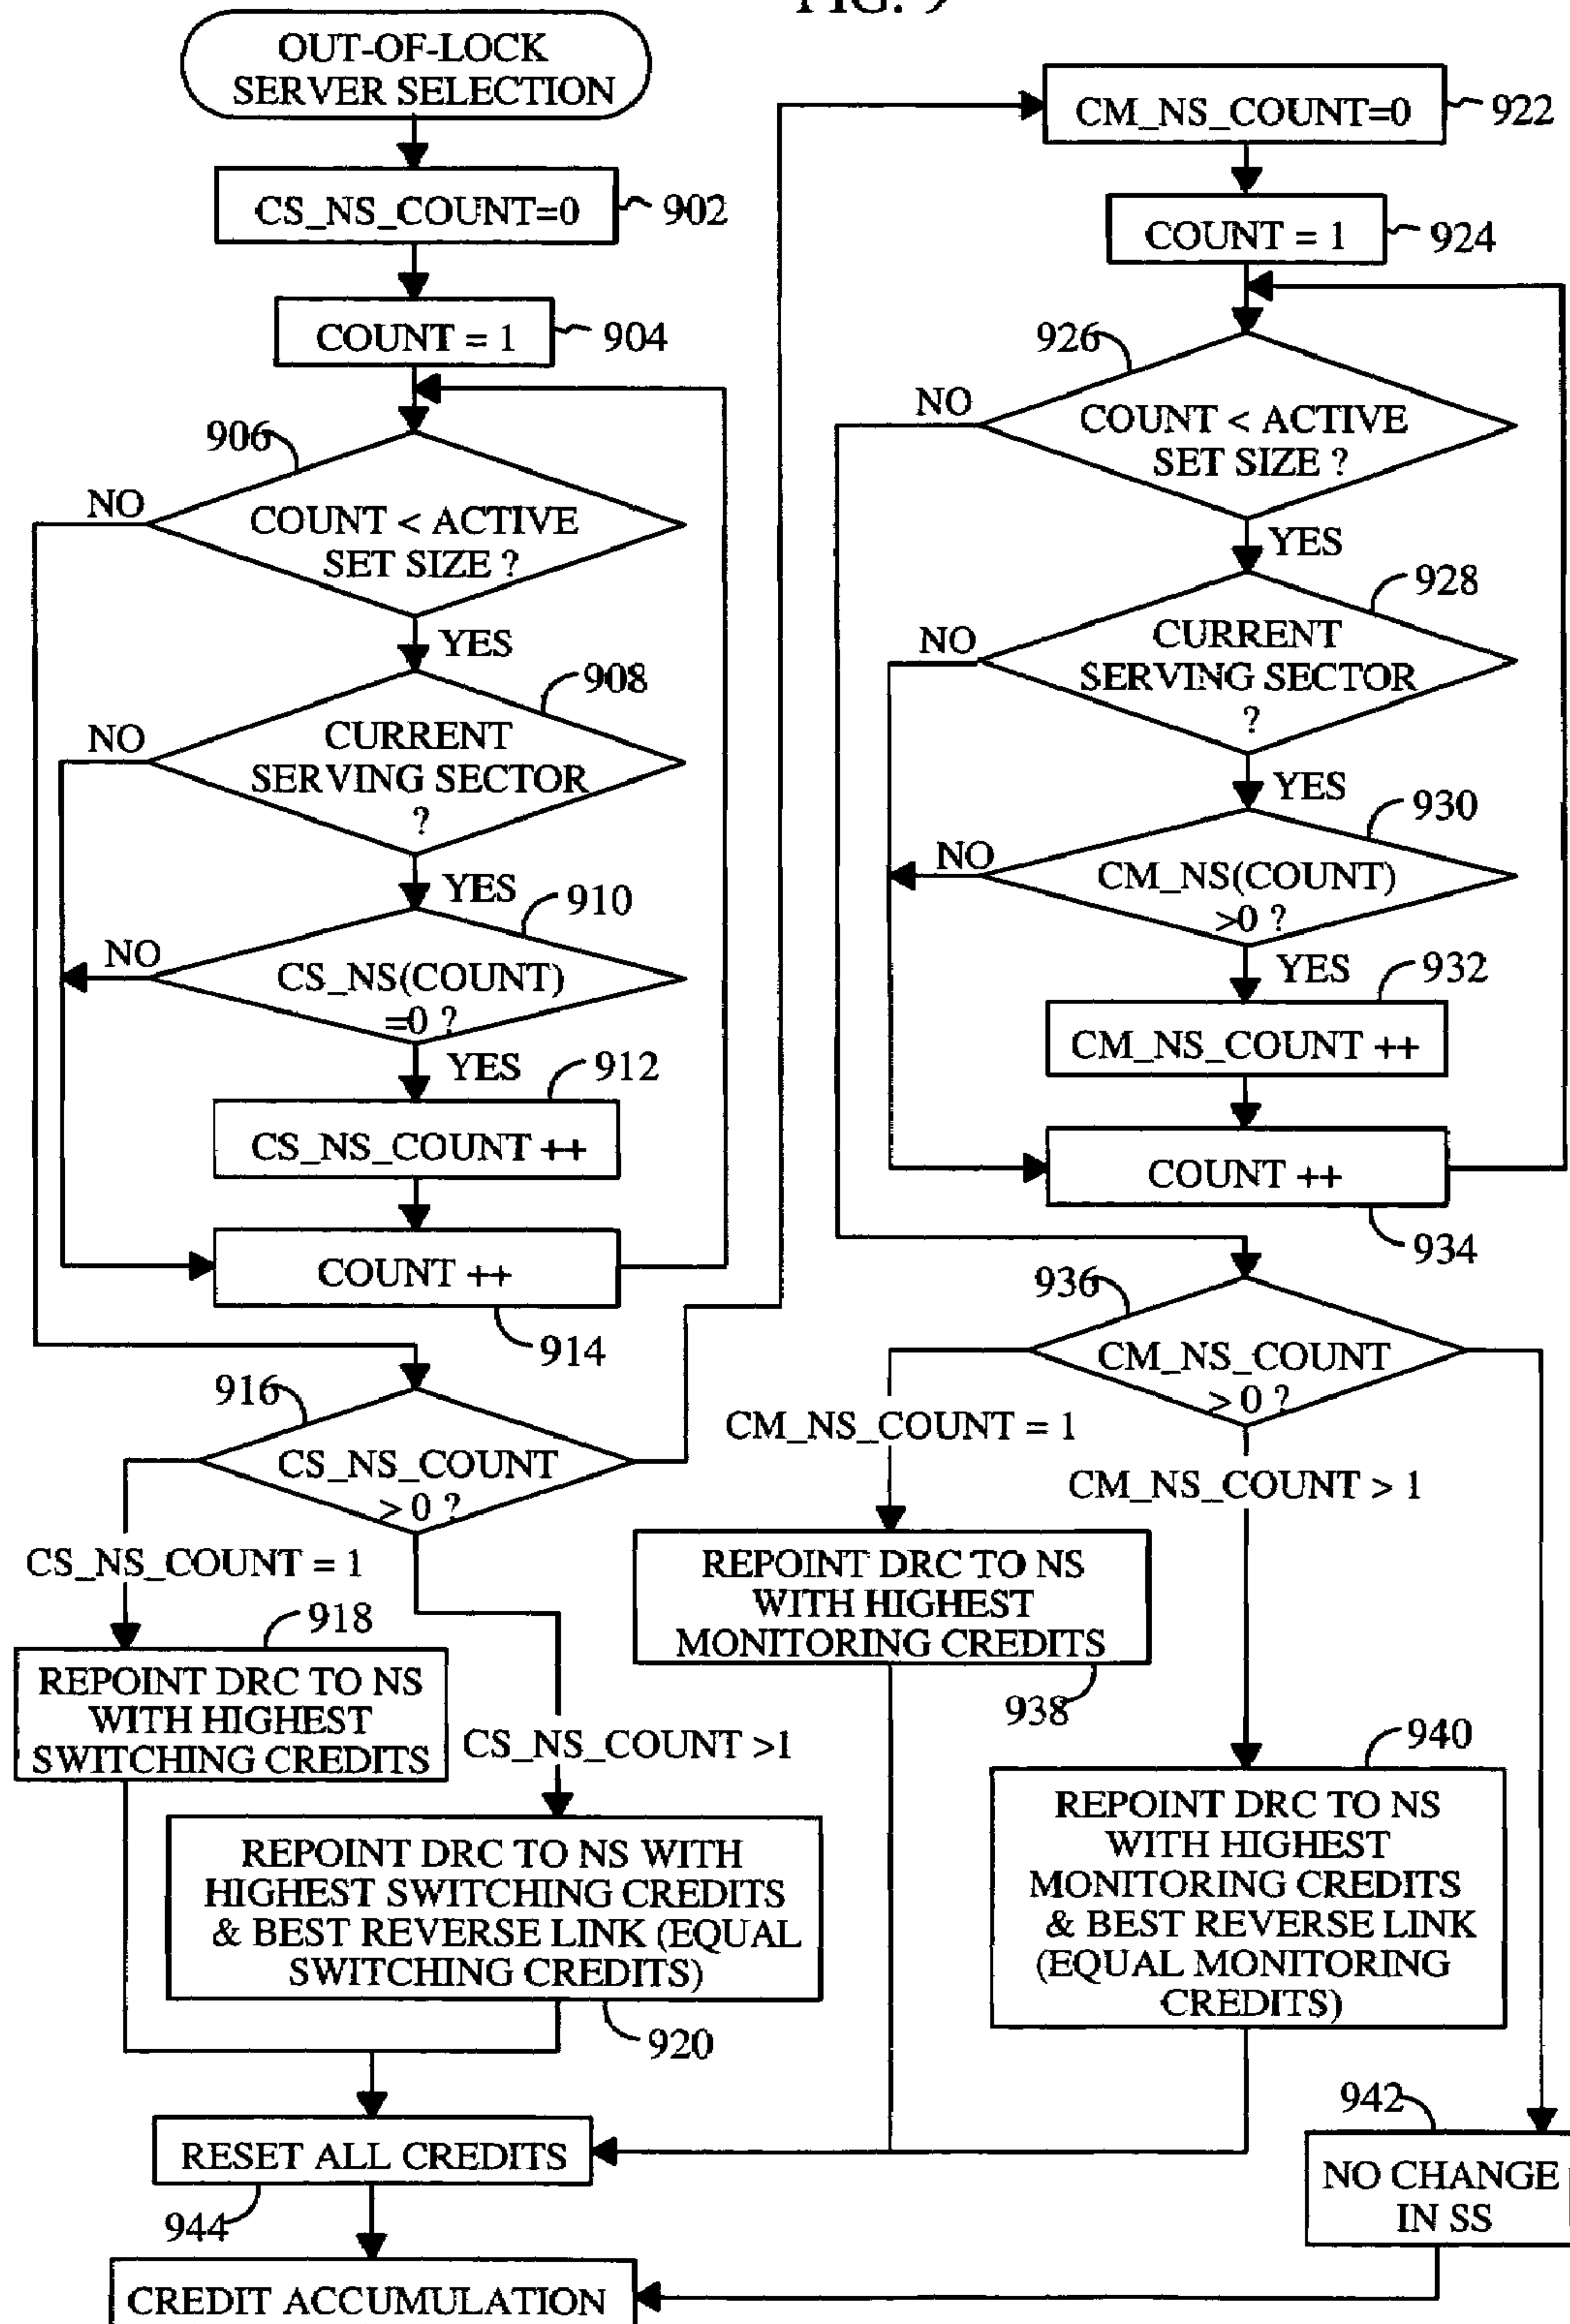 FIG. 9
OUT-OF-LOCK
SERVER SELECTION
CS_NS_COUNT=0
902
COUNT = 1
904
906
NO
COUNT < ACTIVE
SET SIZE ?
YES
908
NO
CURRENT
SERVING SECTOR
?
YES
910
NO
CS_NS(COUNT)
=0 ?
YES
912
CS_NS_COUNT ++
COUNT ++
914
916
CS_NS_COUNT
> 0 ?
CS_NS_COUNT = 1
918
REPOINT DRC TO NS
WITH HIGHEST
SWITCHING CREDITS
CS_NS_COUNT >1
REPOINT DRC TO NS WITH
HIGHEST SWITCHING CREDITS
& BEST REVERSE LINK (EQUAL
SWITCHING CREDITS)
920
CM_NS_COUNT=0
922
COUNT = 1
924
926
NO
COUNT < ACTIVE
SET SIZE ?
YES
928
NO
CURRENT
SERVING SECTOR
?
YES
930
NO
CM_NS(COUNT)
>0 ?
YES
932
CM_NS_COUNT ++
COUNT ++
934
936
CM_NS_COUNT
> 0 ?
CM_NS_COUNT = 1
CM_NS_COUNT > 1
REPOINT DRC TO NS
WITH HIGHEST
MONITORING CREDITS
938
940
REPOINT DRC TO NS
WITH HIGHEST
MONITORING CREDITS
& BEST REVERSE LINK
(EQUAL MONITORING
CREDITS)
942
NO CHANGE
IN SS
RESET ALL CREDITS
944
CREDIT ACCUMULATION